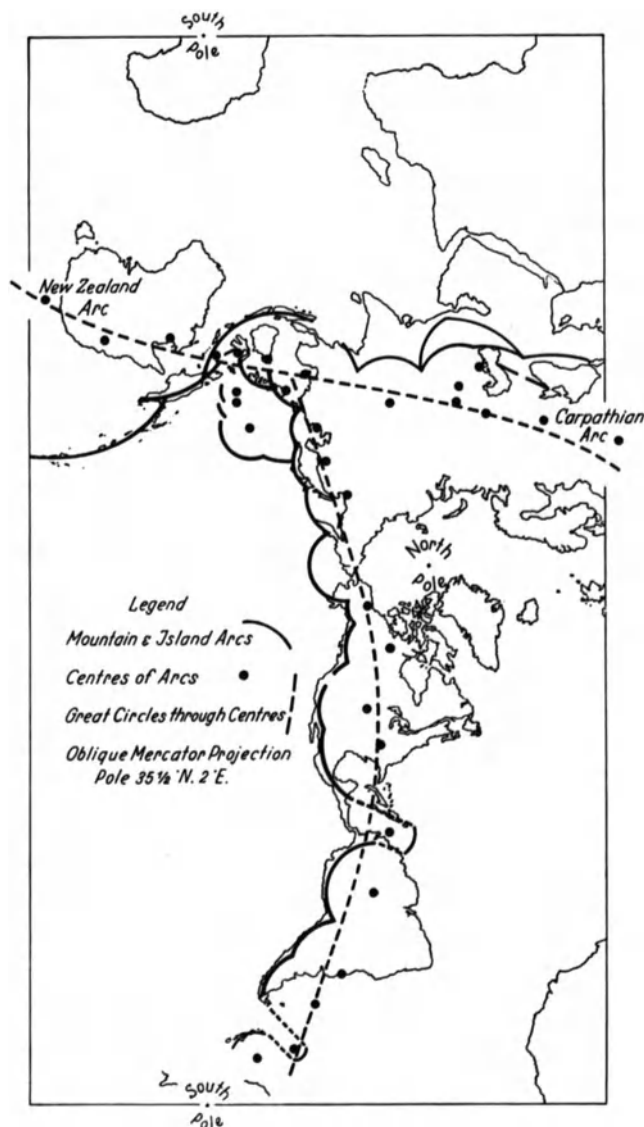 South
Pole
New Zealand
Arc
Carpathian
Arc
North
Pole
Legend
Mountain & Island Arcs
Centres of Arcs
Great Circles through Centres
Oblique Mercator Projection
Pole 35½°N. 2°E.
South
Pole